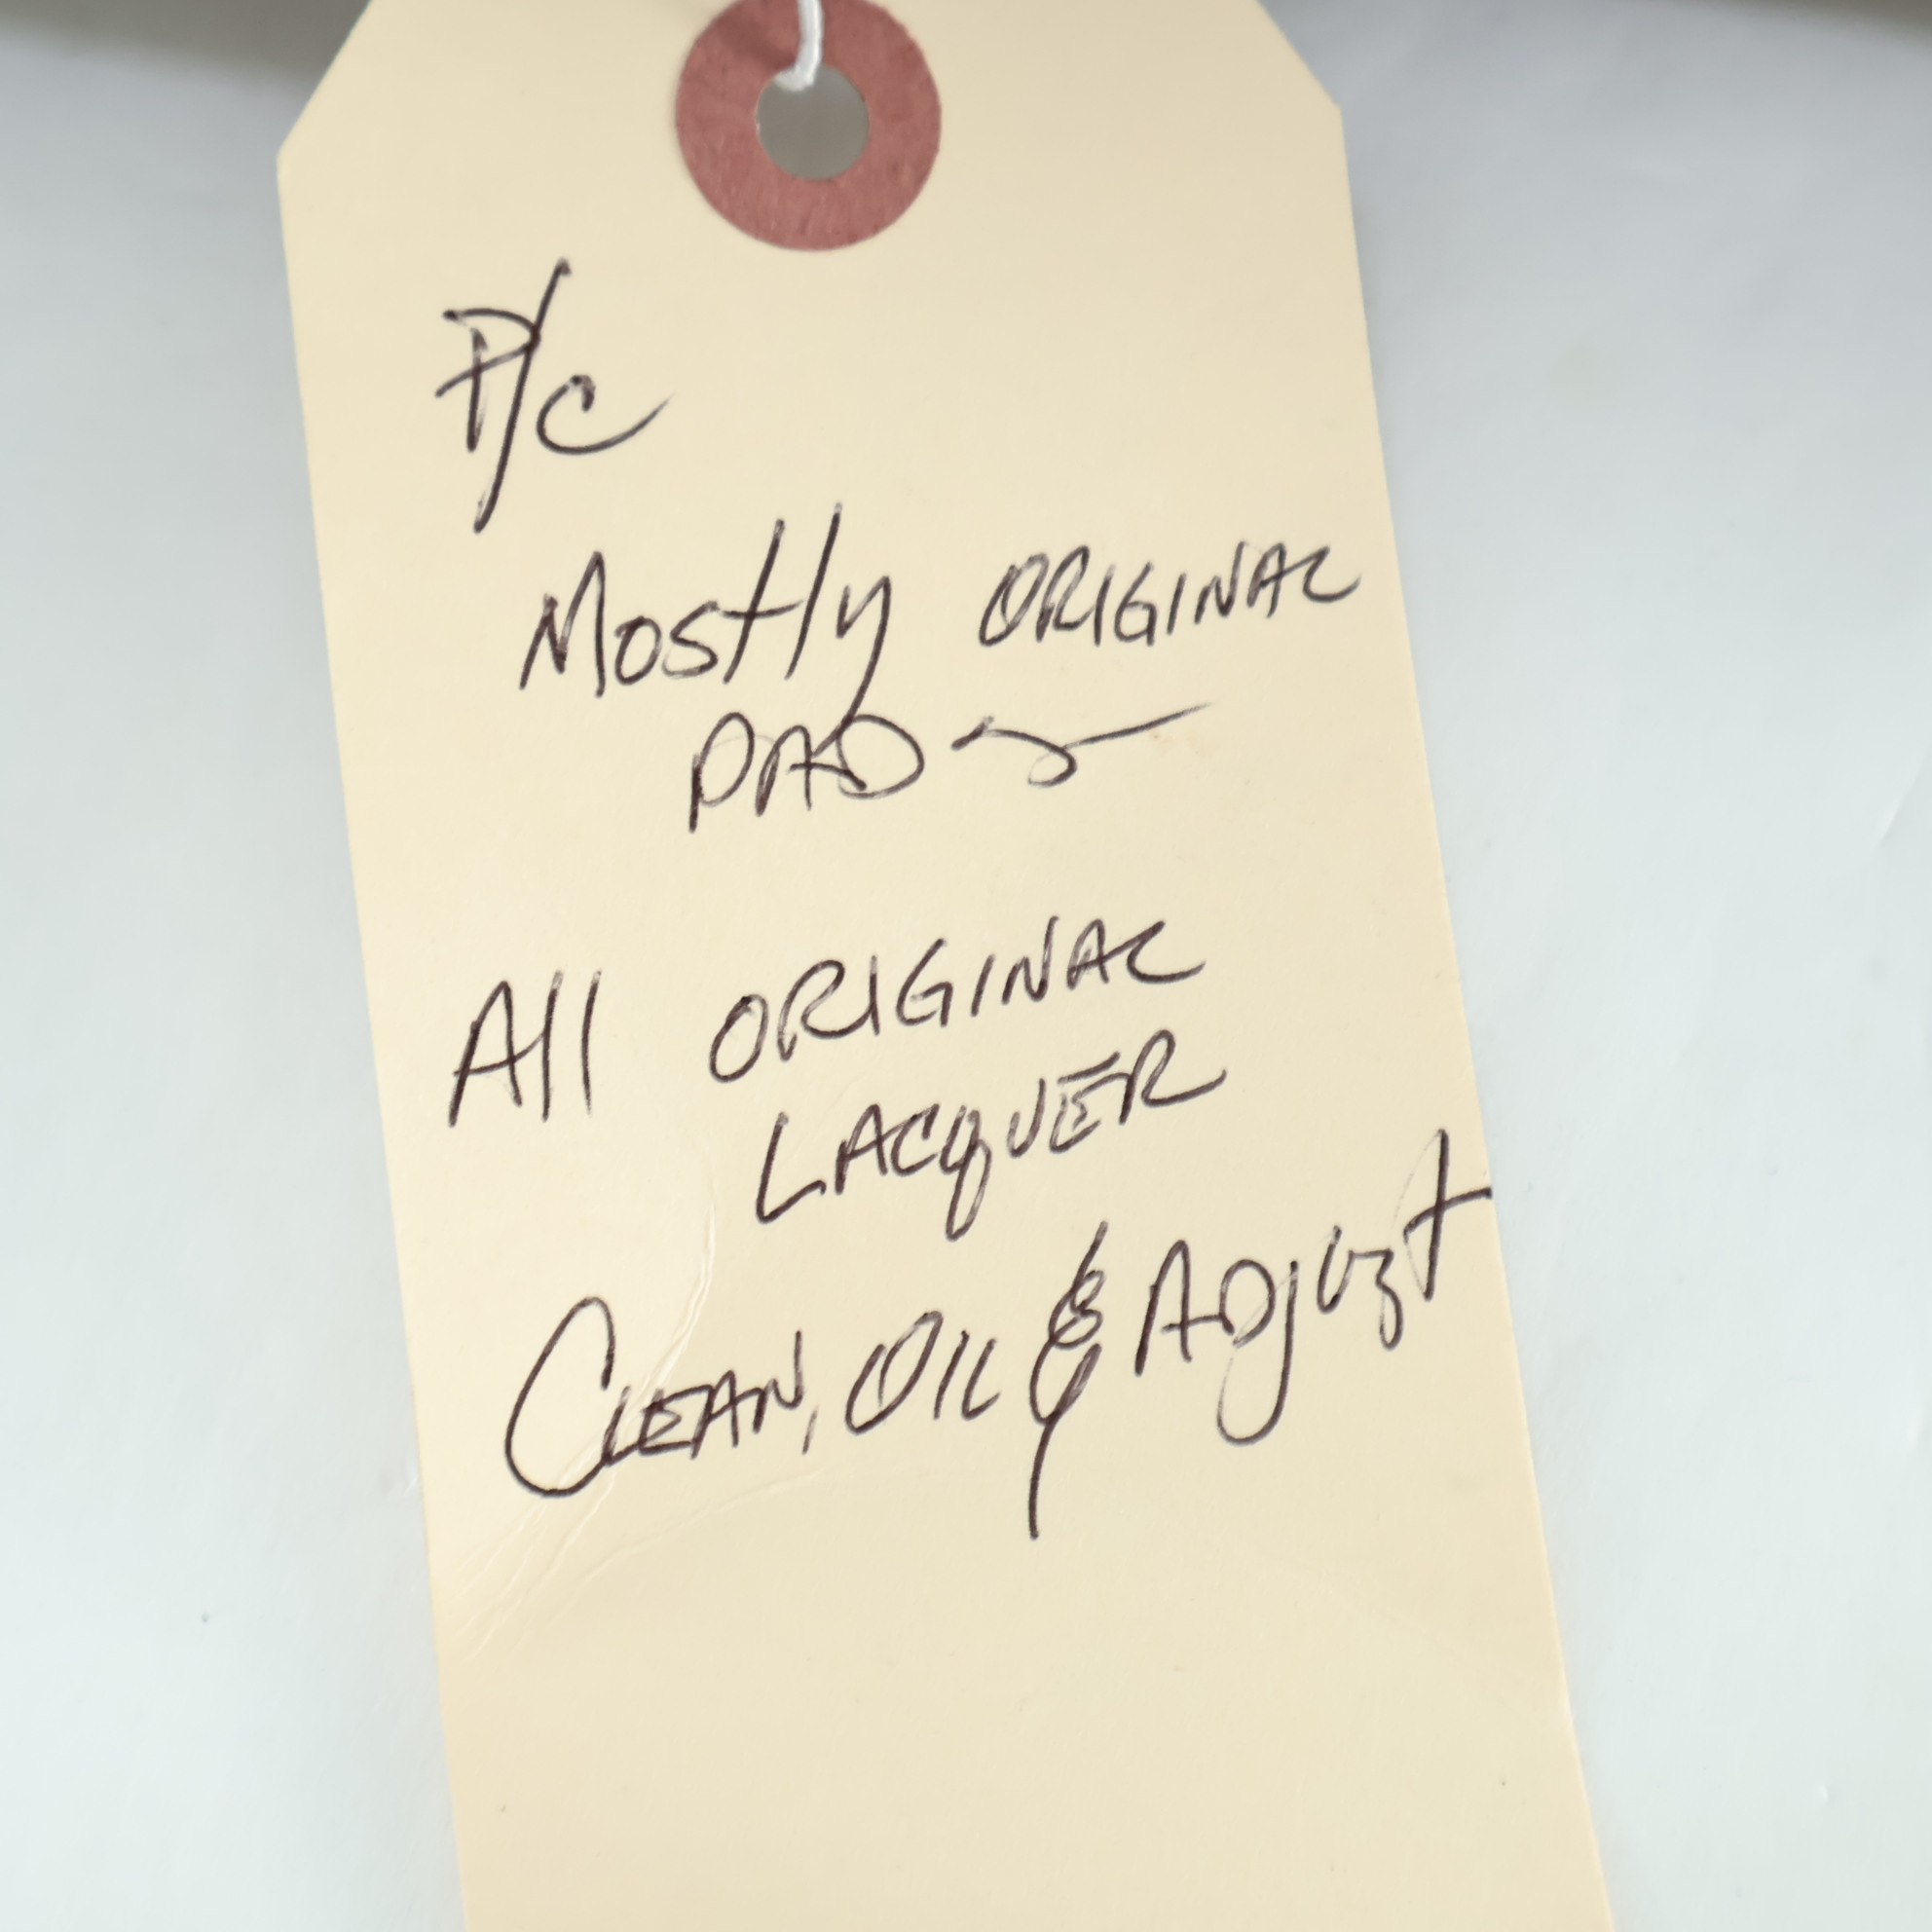 P/c
Mostly ORIGINAL
PADS
All ORIGINAL
LACQUER
CLEAN, OIL & ADjUST